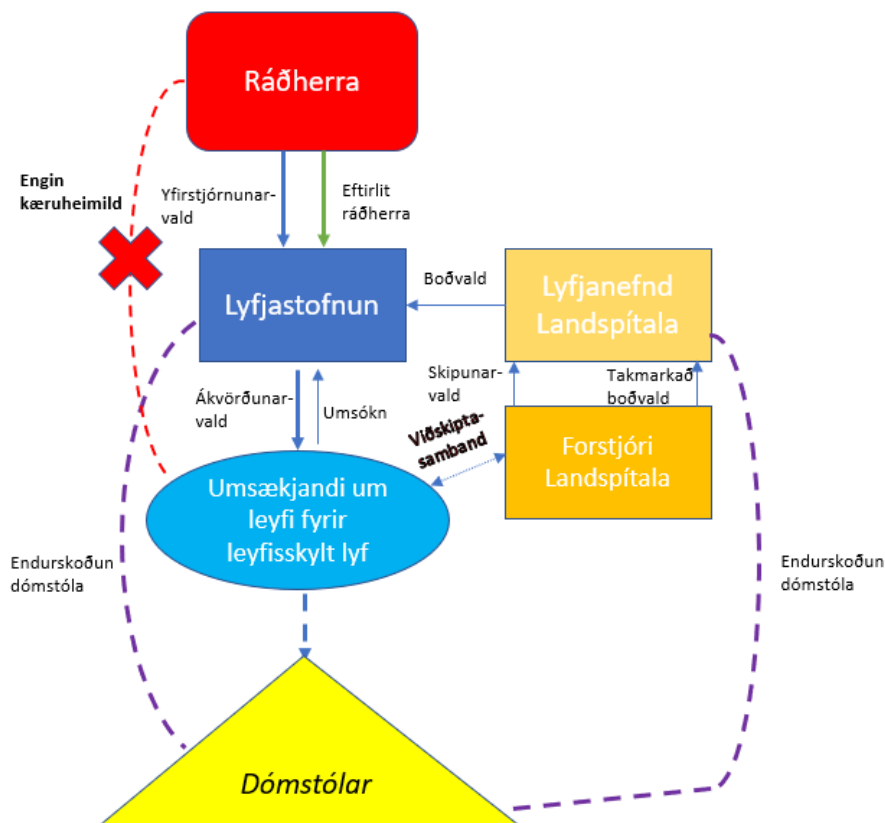 Ráðherra
Engin
kæruheimild
Yfirstjórnunar-
vald
Eftirlit
ráðherra
Lyfjastofnun
Boðvald
Lyfjanefnd
Landspítala
Ákvörðunar-
vald
Umsókn
Skipunar-
vald
Takmarkað
boðvald
Viðskipta-
samband
Forstjóri
Landspítala
Umsækjandi um
leyfi fyrir
leyfisskylt lyf
Endurskoðun
dómstóla
Endurskoðun
dómstóla
Dómstólar